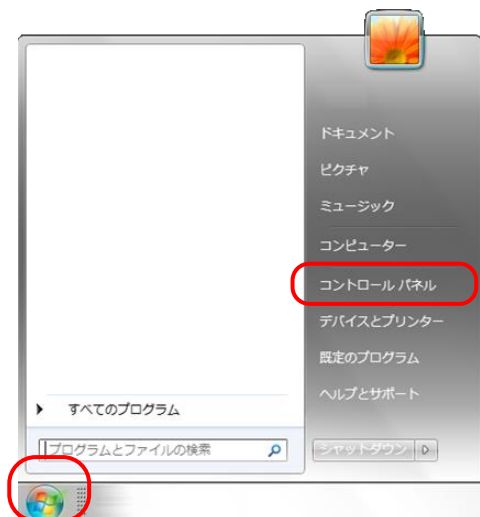 ドキュメント
ピクチャ
ミュージック
コンピューター
コントロール パネル
デバイスとプリンター
既定のプログラム
ヘルプとサポート
すべてのプログラム
プログラムとファイルの検索
シャットダウン